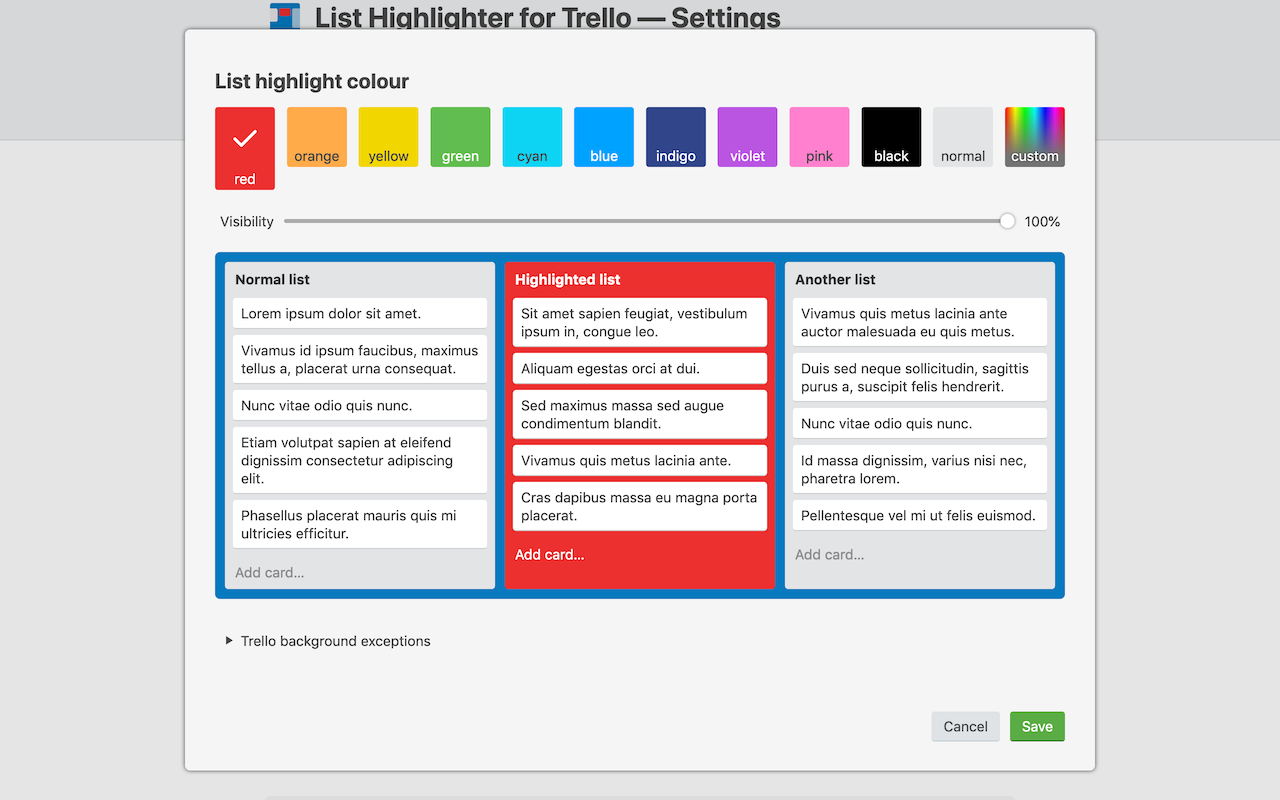 List Highlighter for Trello — Settings
List highlight colour
red
orange
yellow
green
cyan
blue
indigo
violet
pink
black
normal
custom
Visibility
100%
Normal list
Lorem ipsum dolor sit amet.
Vivamus id ipsum faucibus, maximus
tellus a, placerat urna consequat.
Nunc vitae odio quis nunc.
Etiam volutpat sapien at eleifend
dignissim consectetur adipiscing
elit.
Phasellus placerat mauris quis mi
ultricies efficitur.
Add card...
Highlighted list
Sit amet sapien feugiat, vestibulum
ipsum in, congue leo.
Aliquam egestas orci at dui.
Sed maximus massa sed augue
condimentum blandit.
Vivamus quis metus lacinia ante.
Cras dapibus massa eu magna porta
placerat.
Add card...
Another list
Vivamus quis metus lacinia ante
auctor malesuada eu quis metus.
Duis sed neque sollicitudin, sagittis
purus a, suscipit felis hendrerit.
Nunc vitae odio quis nunc.
Id massa dignissim, varius nisi nec,
pharetra lorem.
Pellentesque vel mi ut felis euismod.
Add card...
Trello background exceptions
Cancel
Save